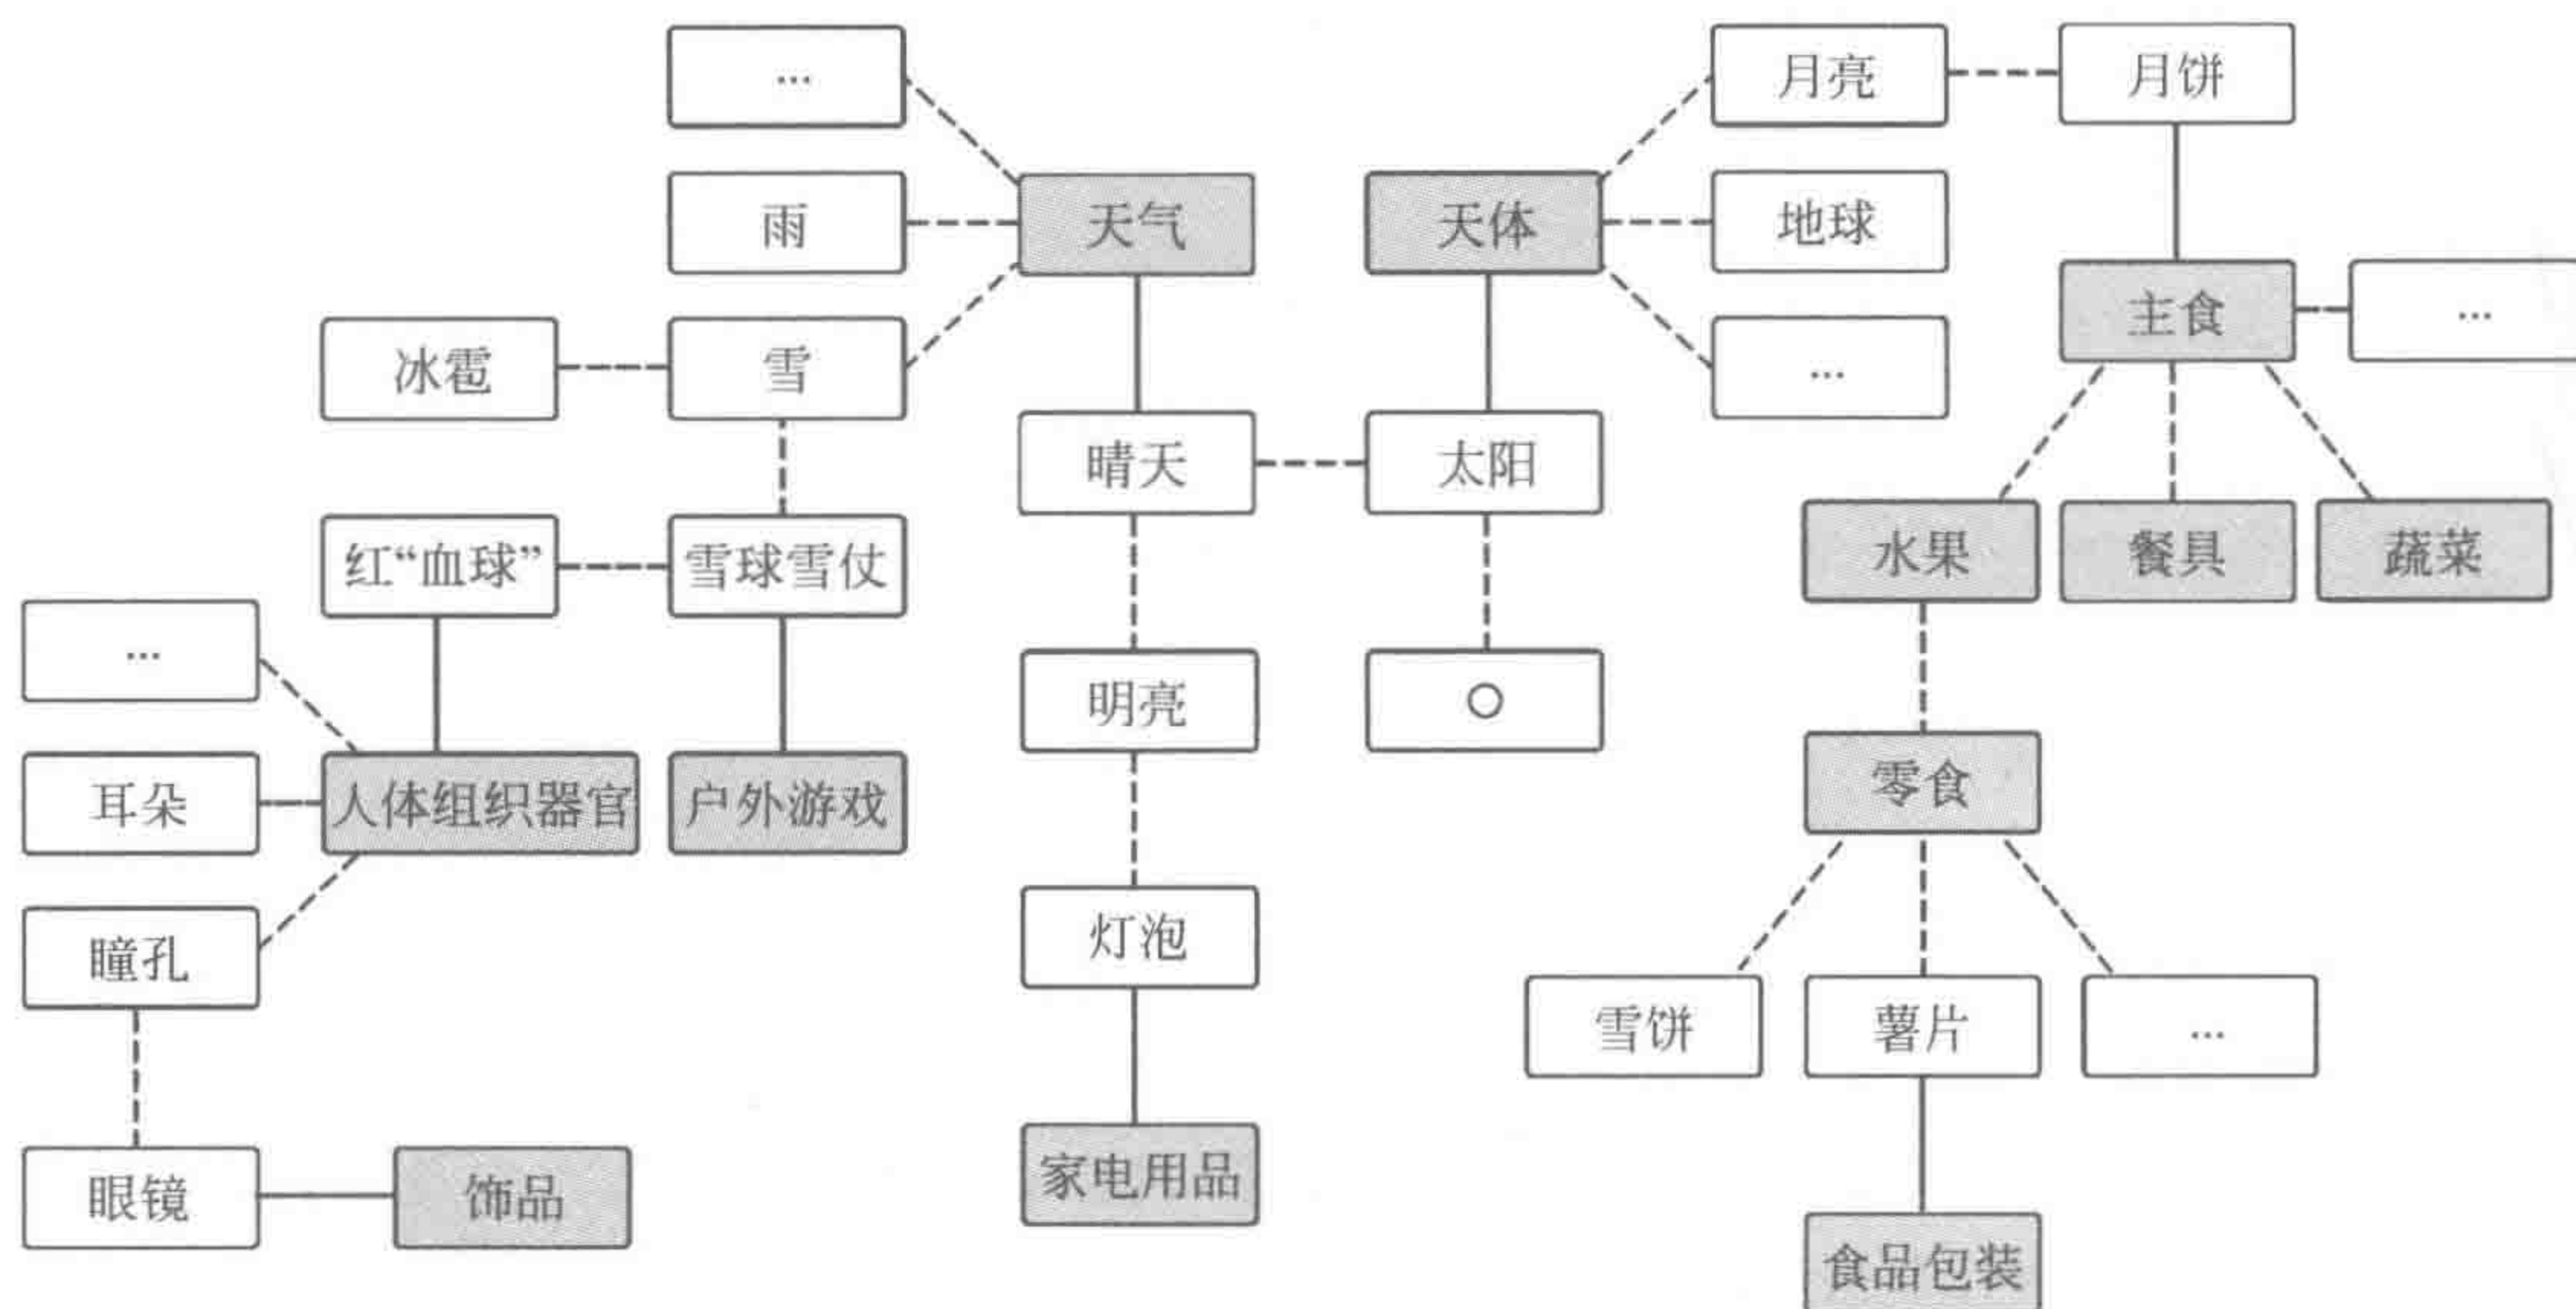 ...
月亮
月饼
雨
天气
天体
地球
主食
...
冰雹
雪
...
晴天
太阳
红“血球”
雪球雪仗
水果
餐具
蔬菜
...
明亮
○
耳朵
人体组织器官
户外游戏
零食
瞳孔
灯泡
雪饼
薯片
...
眼镜
饰品
家电用品
食品包装